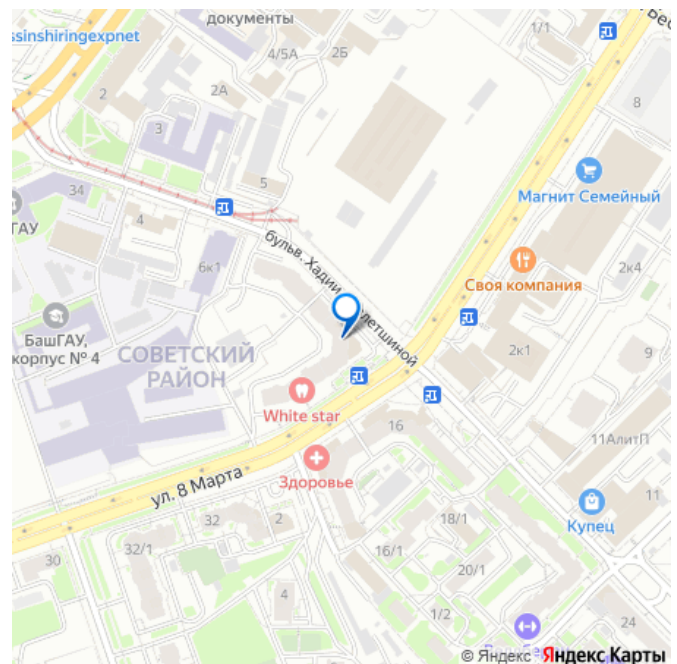 документы
ssinshiringexpnet
1/1
4/5А
2Б
2
2А
3
8
34
5
4
ГАУ
Магнит Семейный
6к1
бульв. Хадии
летшиной
Своя компания
2к4
БашГАУ,
корпус № 4
СОВЕТСКИЙ
РАЙОН
2к1
9
White star
16
11АлитП
Здоровье
ул. 8 Марта
11
Купец
32
2
18/1
32/1
30
16/1
20/1
4
1/2
24
© Яндекс Яндекс Карты